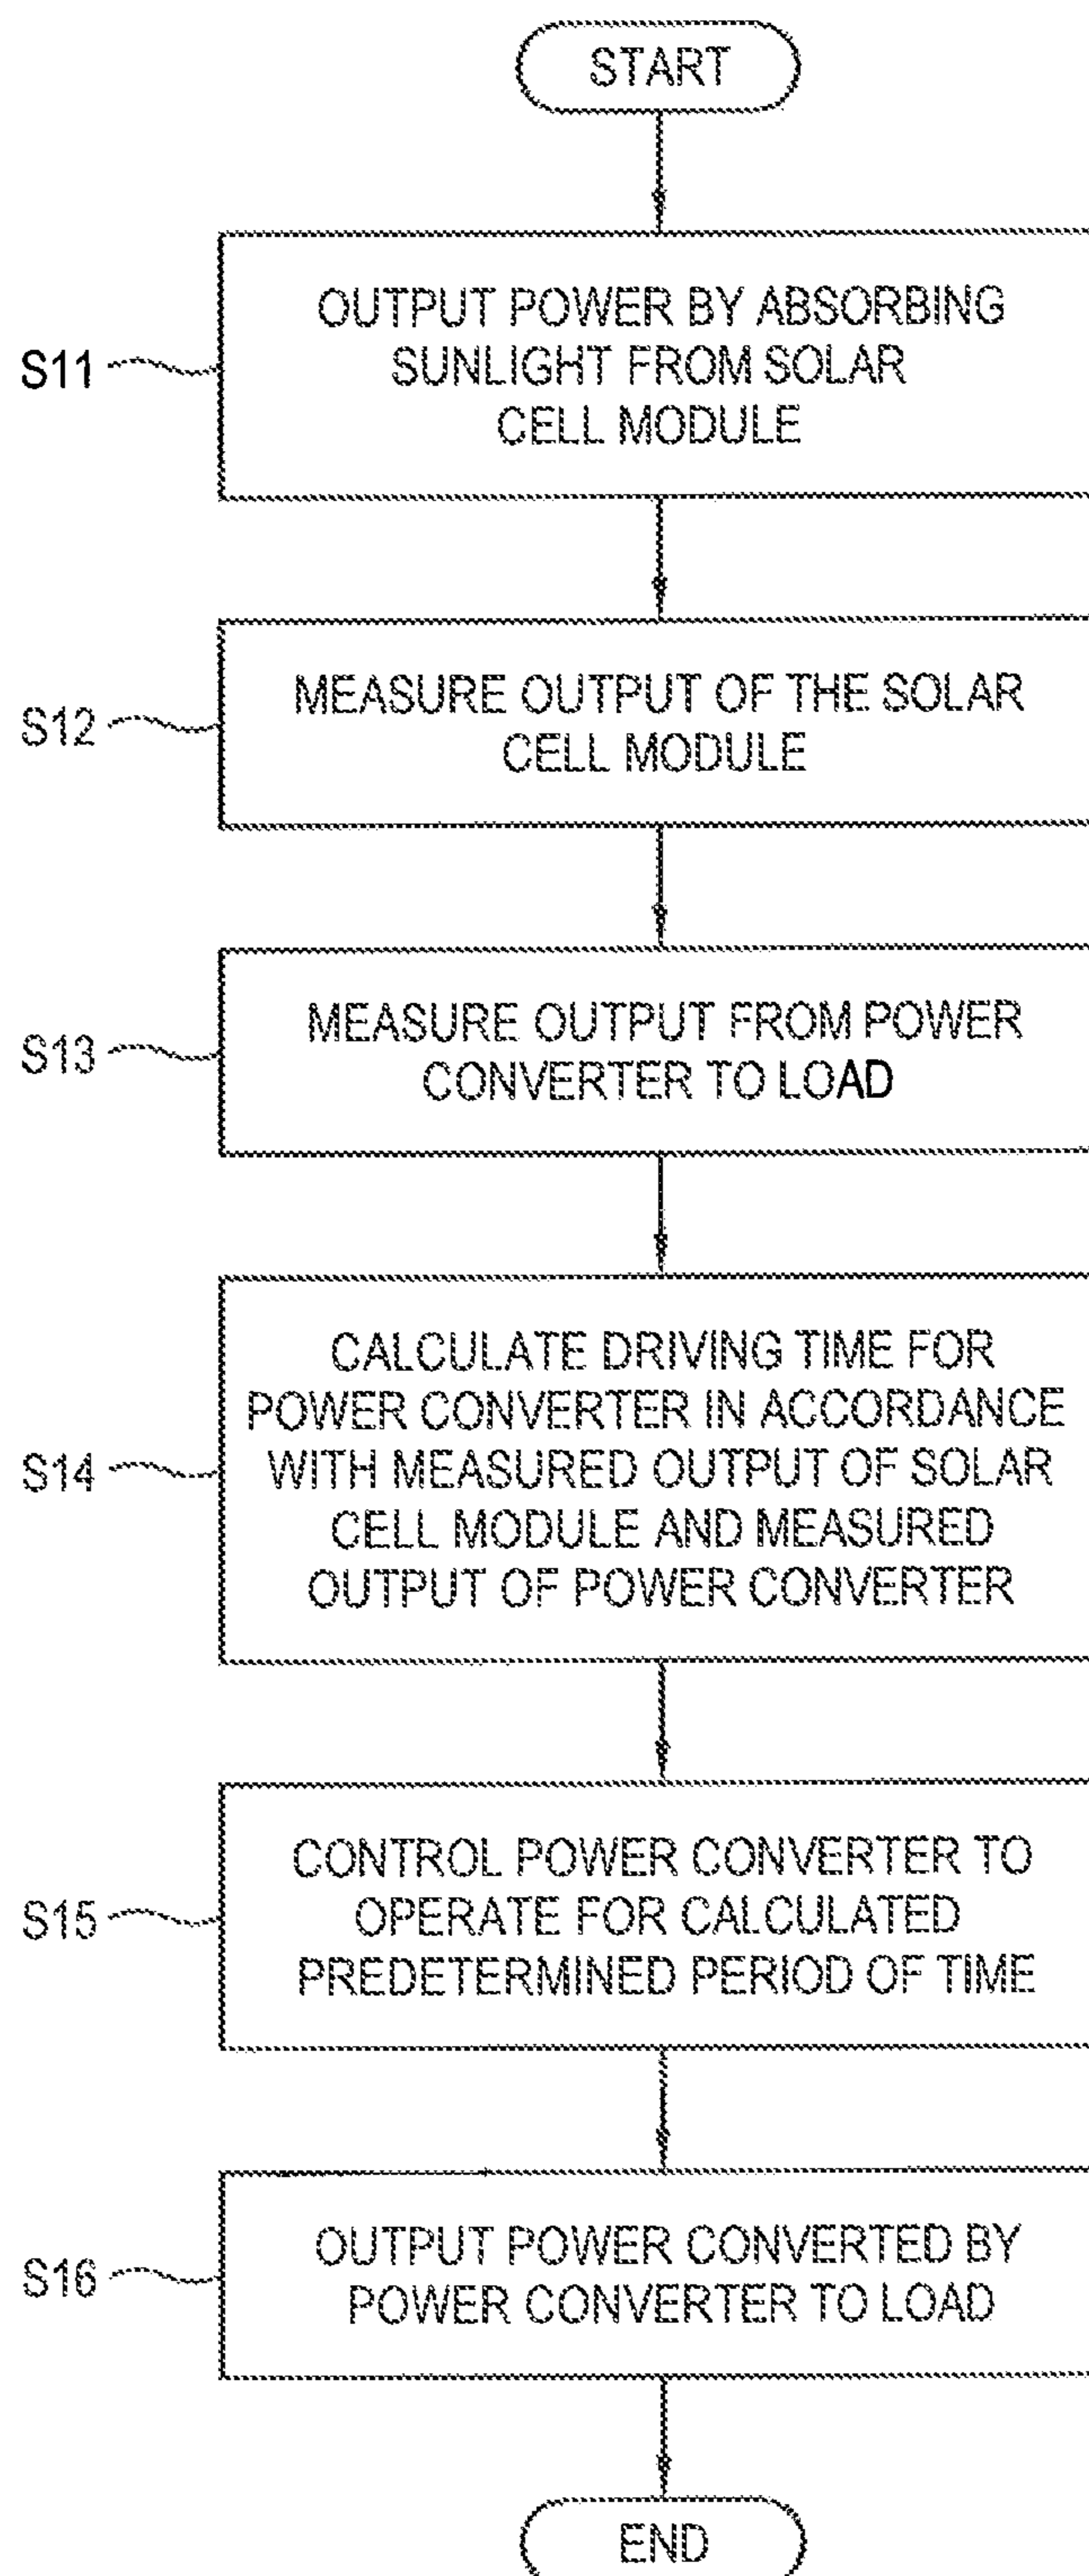 START
S11
OUTPUT POWER BY ABSORBING
SUNLIGHT FROM SOLAR
CELL MODULE
S12
MEASURE OUTPUT OF THE SOLAR
CELL MODULE
S13
MEASURE OUTPUT FROM POWER
CONVERTER TO LOAD
S14
CALCULATE DRIVING TIME FOR
POWER CONVERTER IN ACCORDANCE
WITH MEASURED OUTPUT OF SOLAR
CELL MODULE AND MEASURED
OUTPUT OF POWER CONVERTER
S15
CONTROL POWER CONVERTER TO
OPERATE FOR CALCULATED
PREDETERMINED PERIOD OF TIME
S16
OUTPUT POWER CONVERTED BY
POWER CONVERTER TO LOAD
END